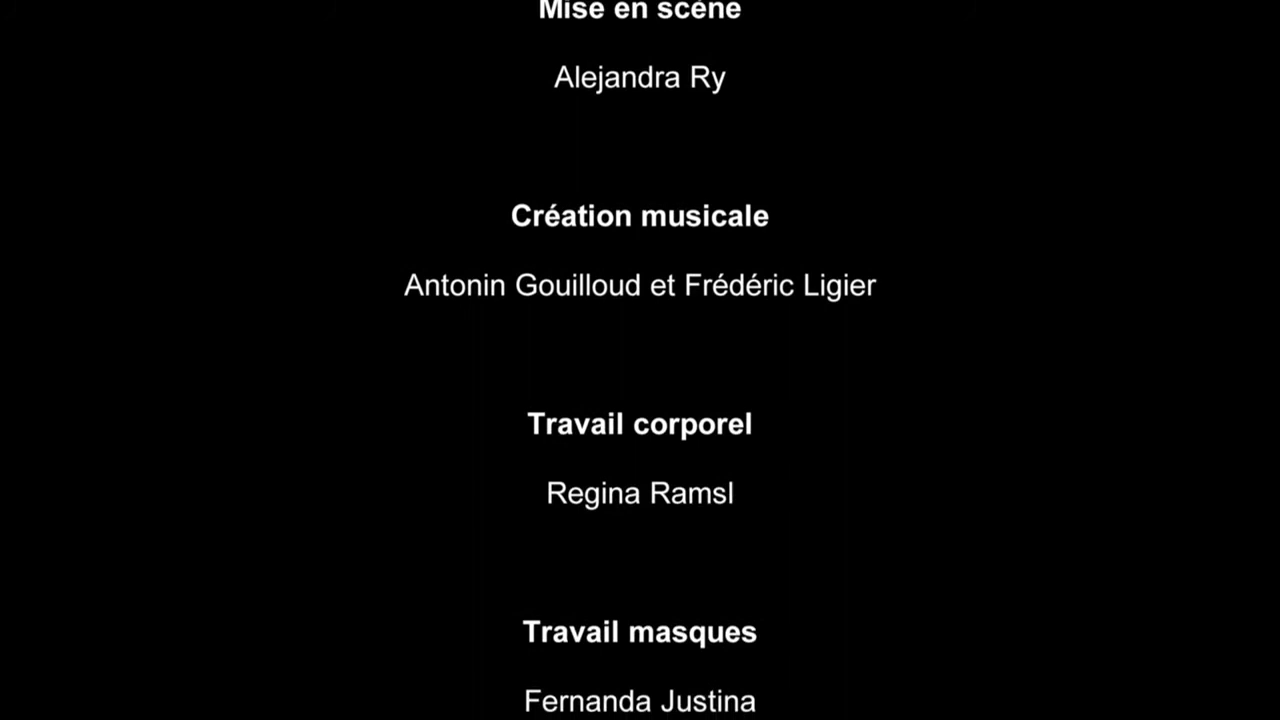 Mise en scène
Alejandra Ry
Création musicale
Antonin Gouilloud et Frédéric Ligier
Travail corporel
Regina Ramsl
Travail masques
Fernanda Justina